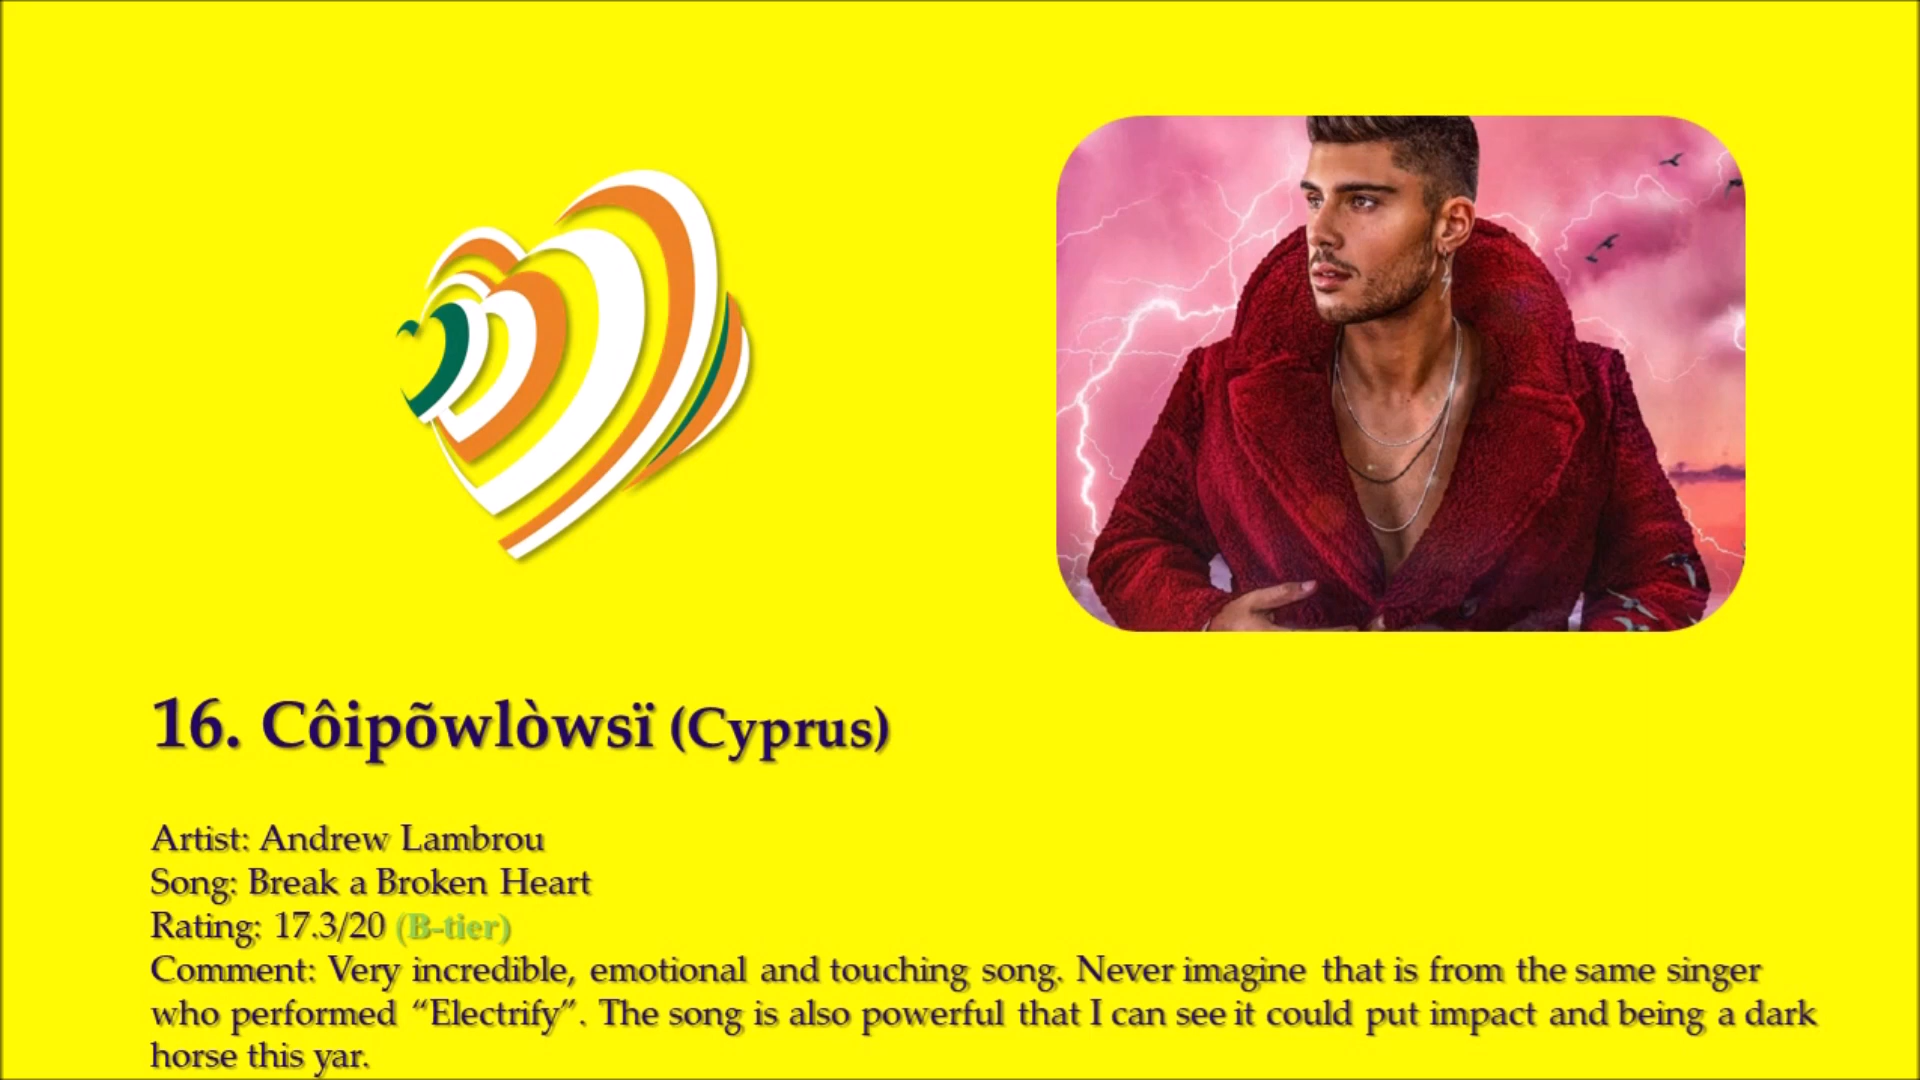 16. Côipõwlòwsï (Cyprus)
Artist: Andrew Lambrou
Song: Break a Broken Heart
Rating: 17.3/20 (B-tier)
Comment: Very incredible, emotional and touching song. Never imagine that is from the same singer
who performed “Electrify”. The song is also powerful that I can see it could put impact and being a dark
horse this yar.